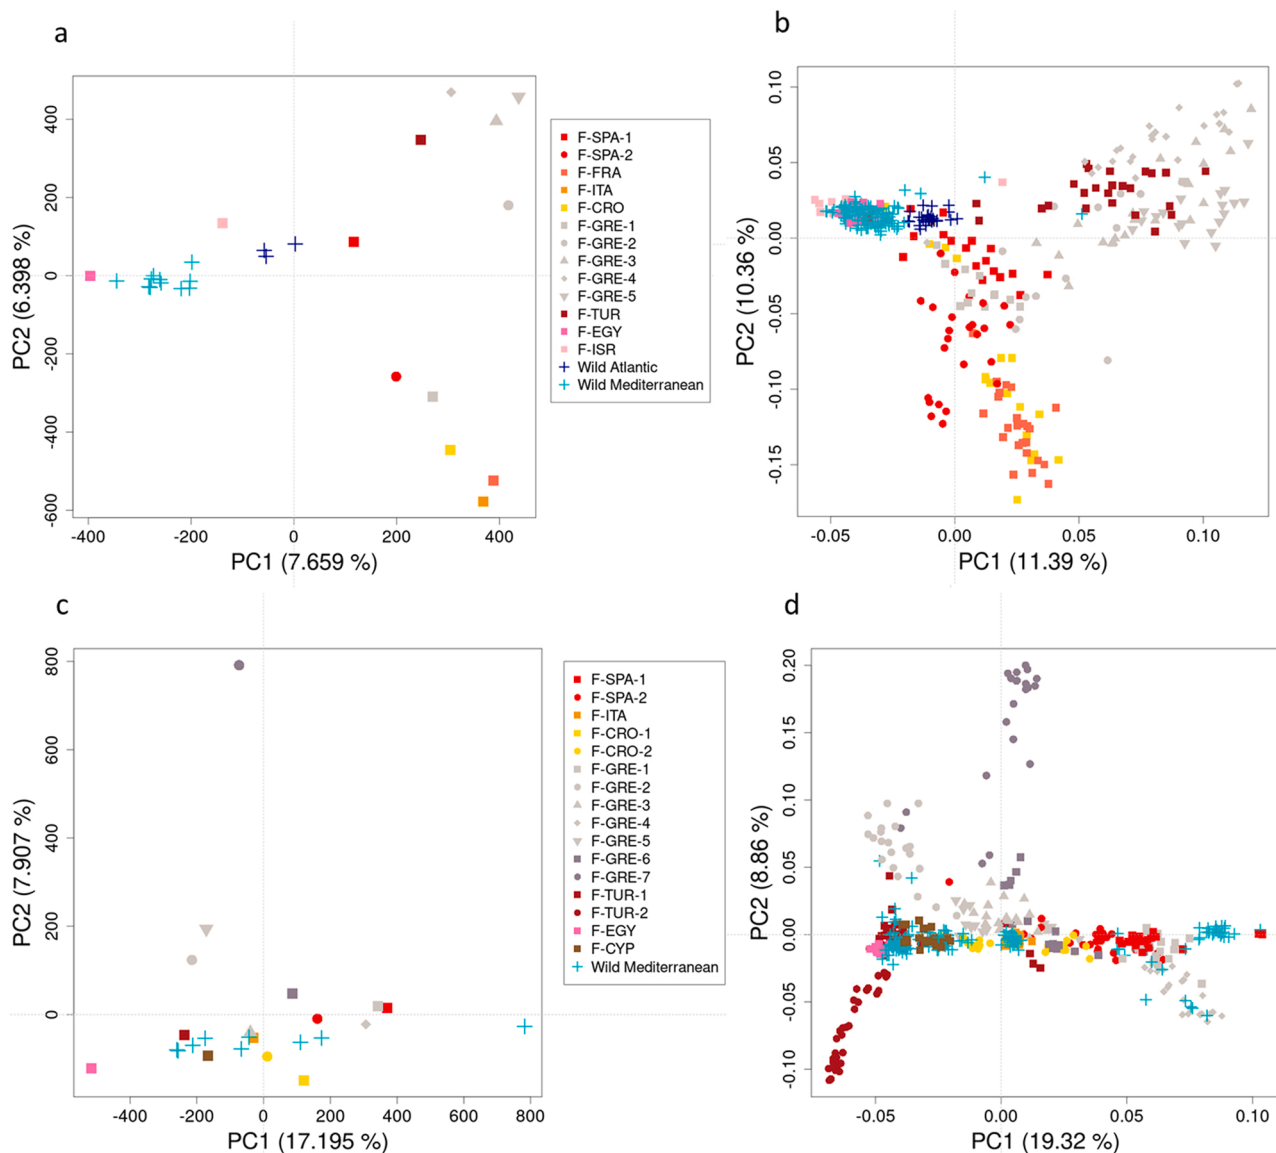 a
400
200
0
-200
-400
-600
PC2 (6.398 %)
-400 -200 0 200 400
PC1 (7.659 %)
F-SPA-1
F-SPA-2
F-FRA
F-ITA
F-CRO
F-GRE-1
F-GRE-2
F-GRE-3
F-GRE-4
F-GRE-5
F-TUR
F-EGY
F-ISR
Wild Atlantic
Wild Mediterranean
b
0.10
0.05
0.00
-0.05
-0.10
-0.15
PC2 (10.36 %)
-0.05 0.00 0.05 0.10
PC1 (11.39 %)
c
800
600
400
200
0
PC2 (7.907 %)
-400 -200 0 200 400 600 800
PC1 (17.195 %)
F-SPA-1
F-SPA-2
F-ITA
F-CRO-1
F-CRO-2
F-GRE-1
F-GRE-2
F-GRE-3
F-GRE-4
F-GRE-5
F-GRE-6
F-GRE-7
F-TUR-1
F-TUR-2
F-EGY
F-CYP
Wild Mediterranean
d
0.20
0.15
0.10
0.05
0.00
-0.05
-0.10
PC2 (8.86 %)
-0.05 0.00 0.05 0.10
PC1 (19.32 %)